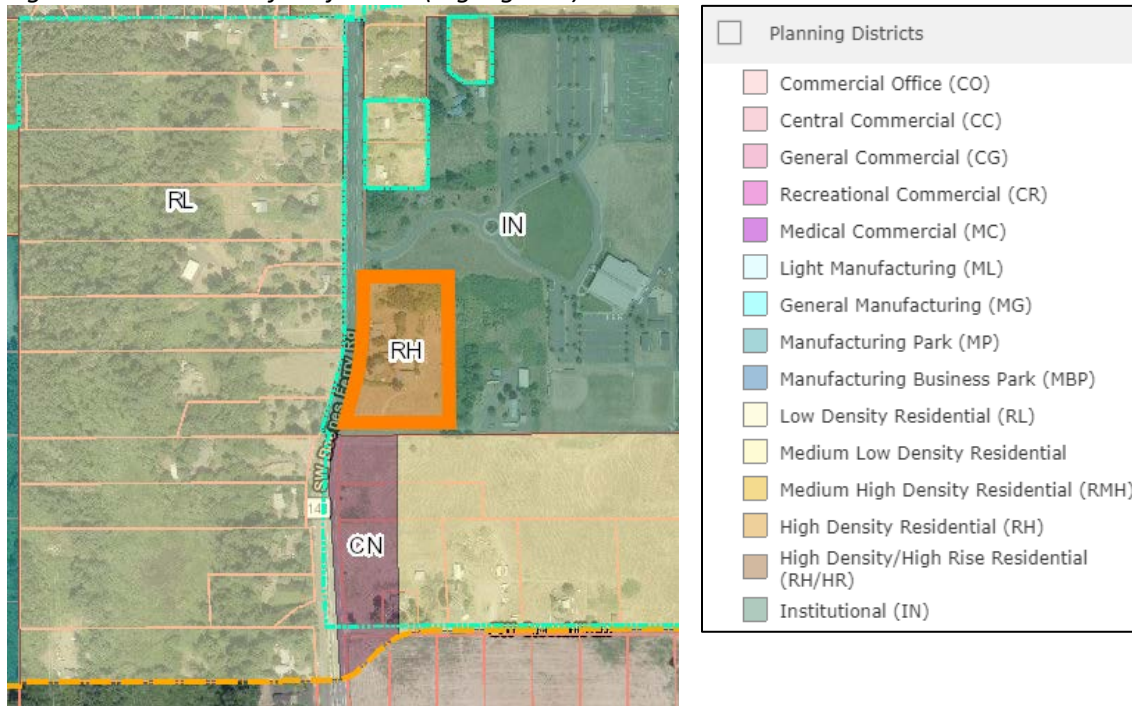 RL
IN
RH
SW Boones Ferry Rd
14
CN
Planning Districts
Commercial Office (CO)
Central Commercial (CC)
General Commercial (CG)
Recreational Commercial (CR)
Medical Commercial (MC)
Light Manufacturing (ML)
General Manufacturing (MG)
Manufacturing Park (MP)
Manufacturing Business Park (MBP)
Low Density Residential (RL)
Medium Low Density Residential
Medium High Density Residential (RMH)
High Density Residential (RH)
High Density/High Rise Residential
(RH/HR)
Institutional (IN)